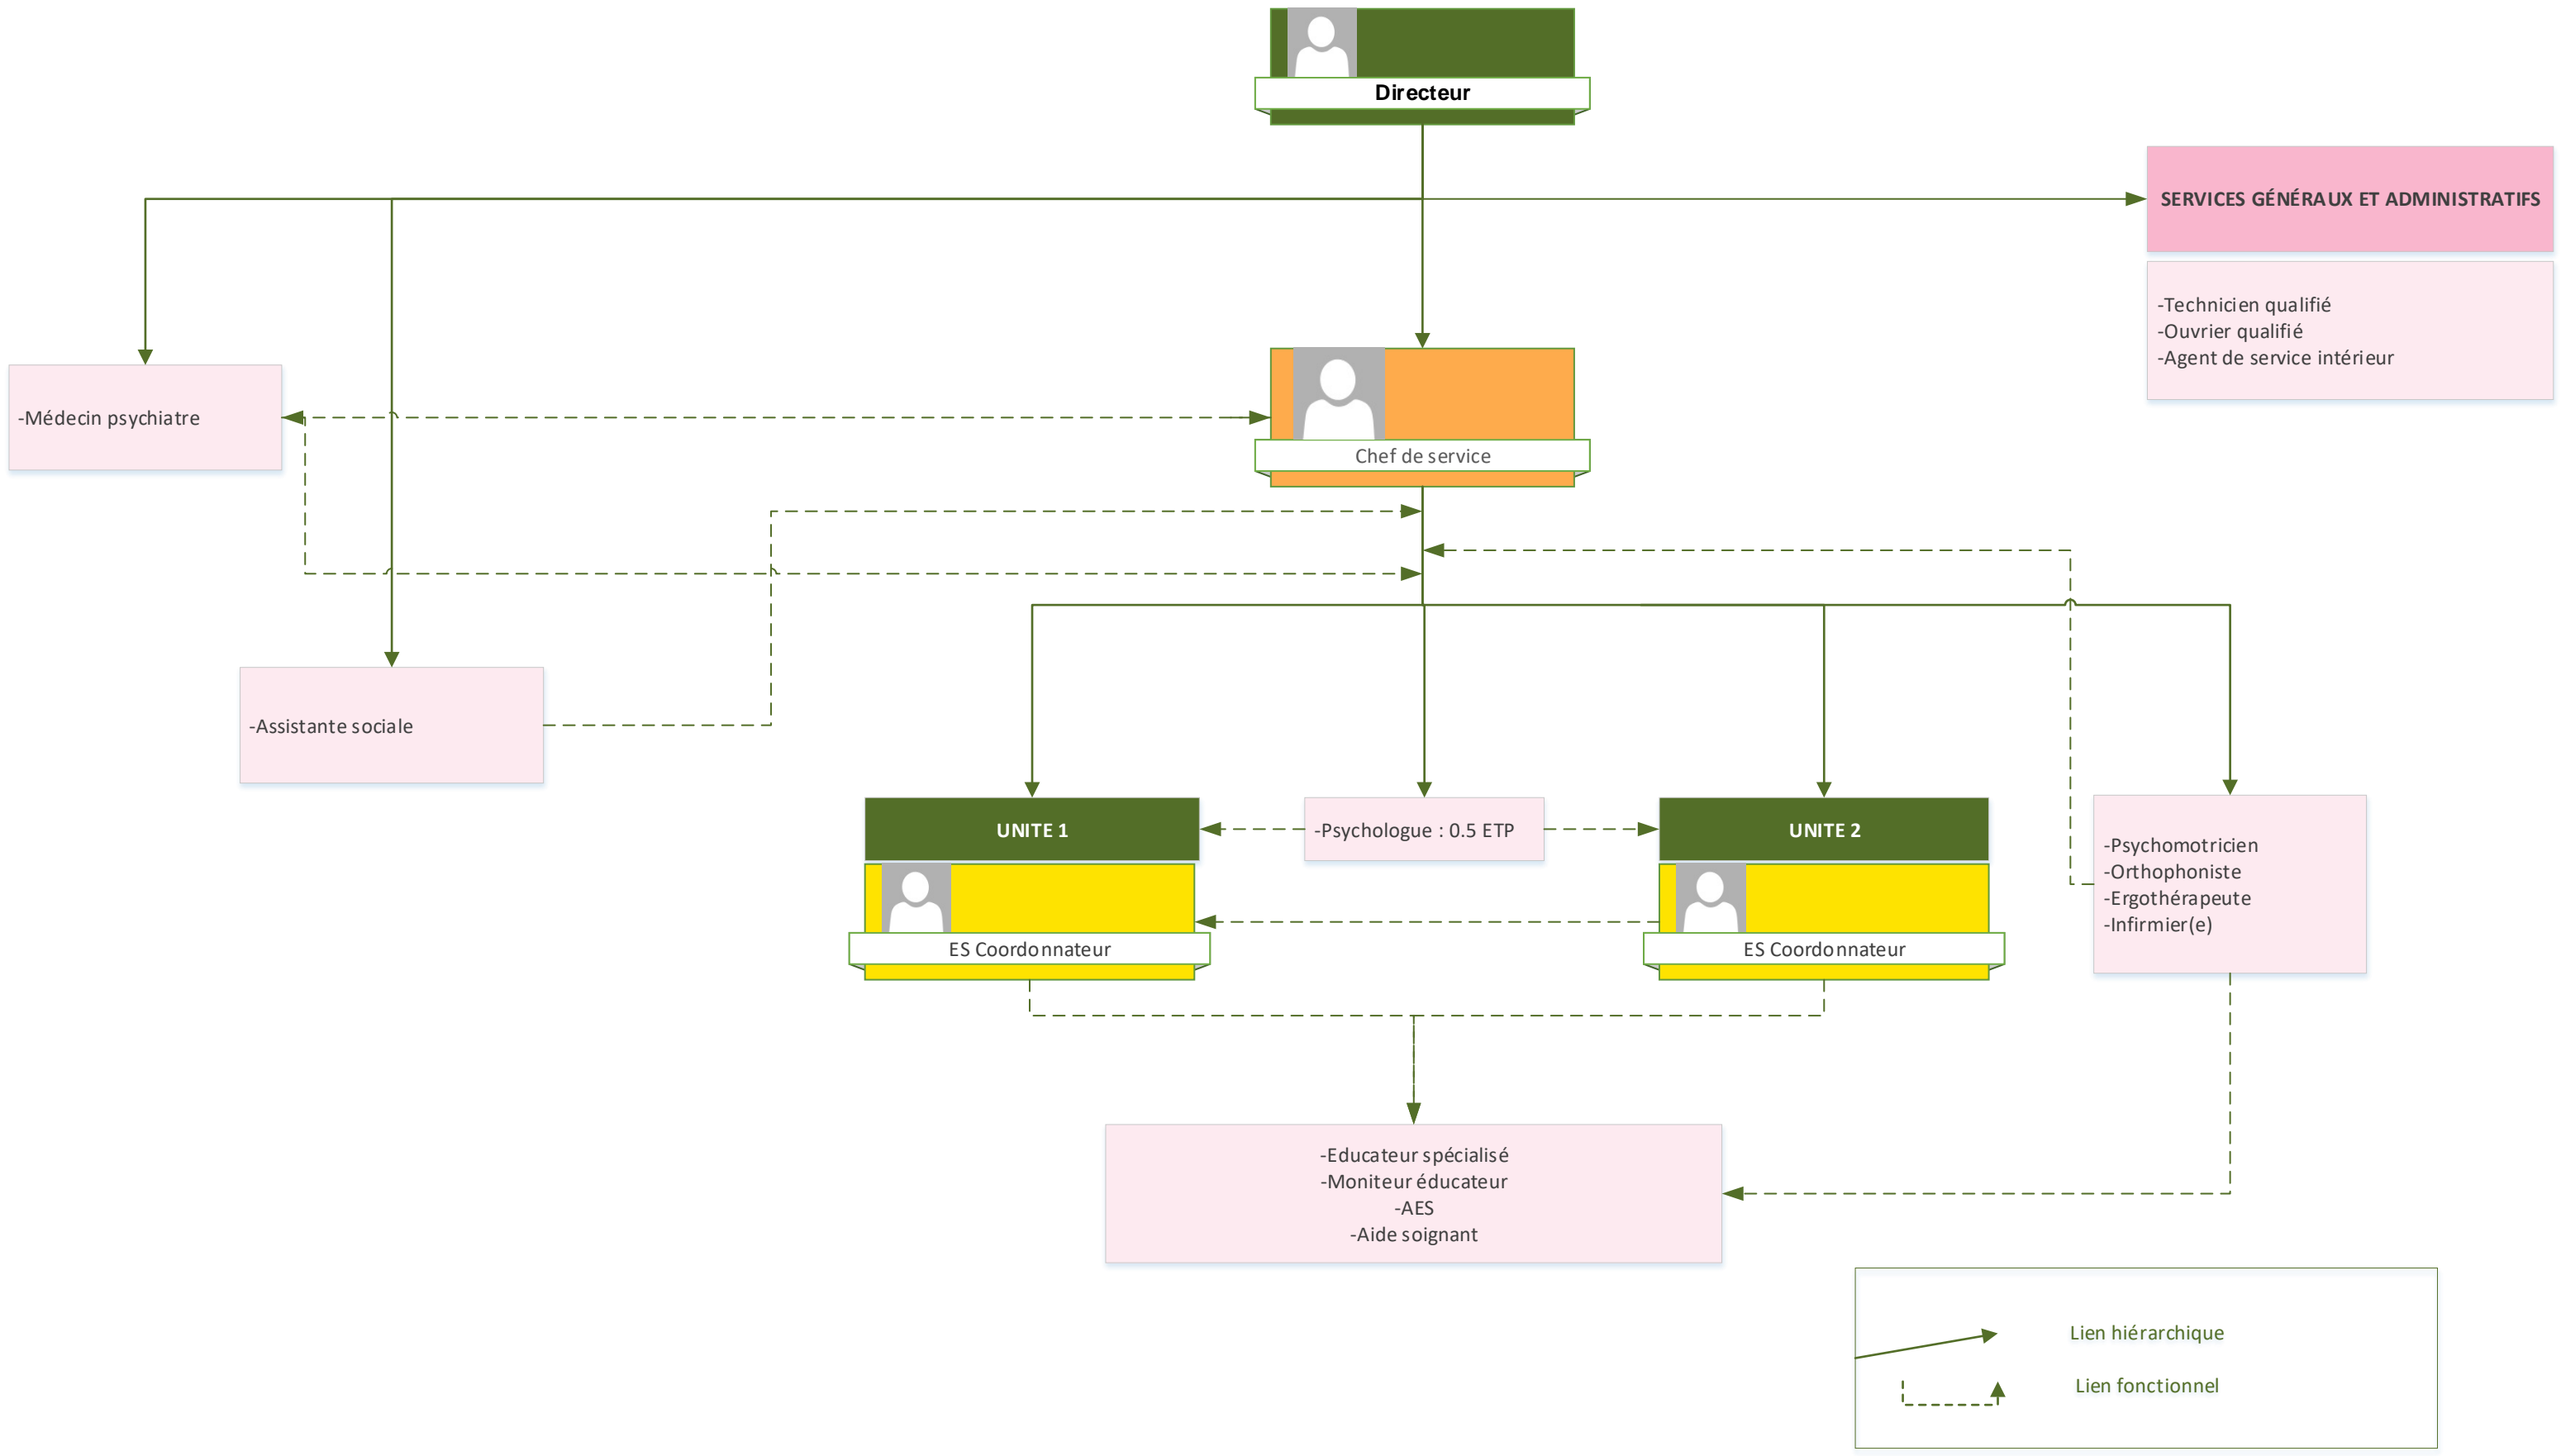 Directeur
SERVICES GÉNÉRAUX ET ADMINISTRATIFS
-Technicien qualifié
-Ouvrier qualifié
-Agent de service intérieur
-Médecin psychiatre
Chef de service
-Assistante sociale
UNITE 1
-Psychologue : 0.5 ETP
UNITE 2
ES Coordonnateur
ES Coordonnateur
-Psychomotricien
-Orthophoniste
-Ergothérapeute
-Infirmier(e)
-Educateur spécialisé
-Moniteur éducateur
-AES
-Aide soignant
Lien hiérarchique
Lien fonctionnel